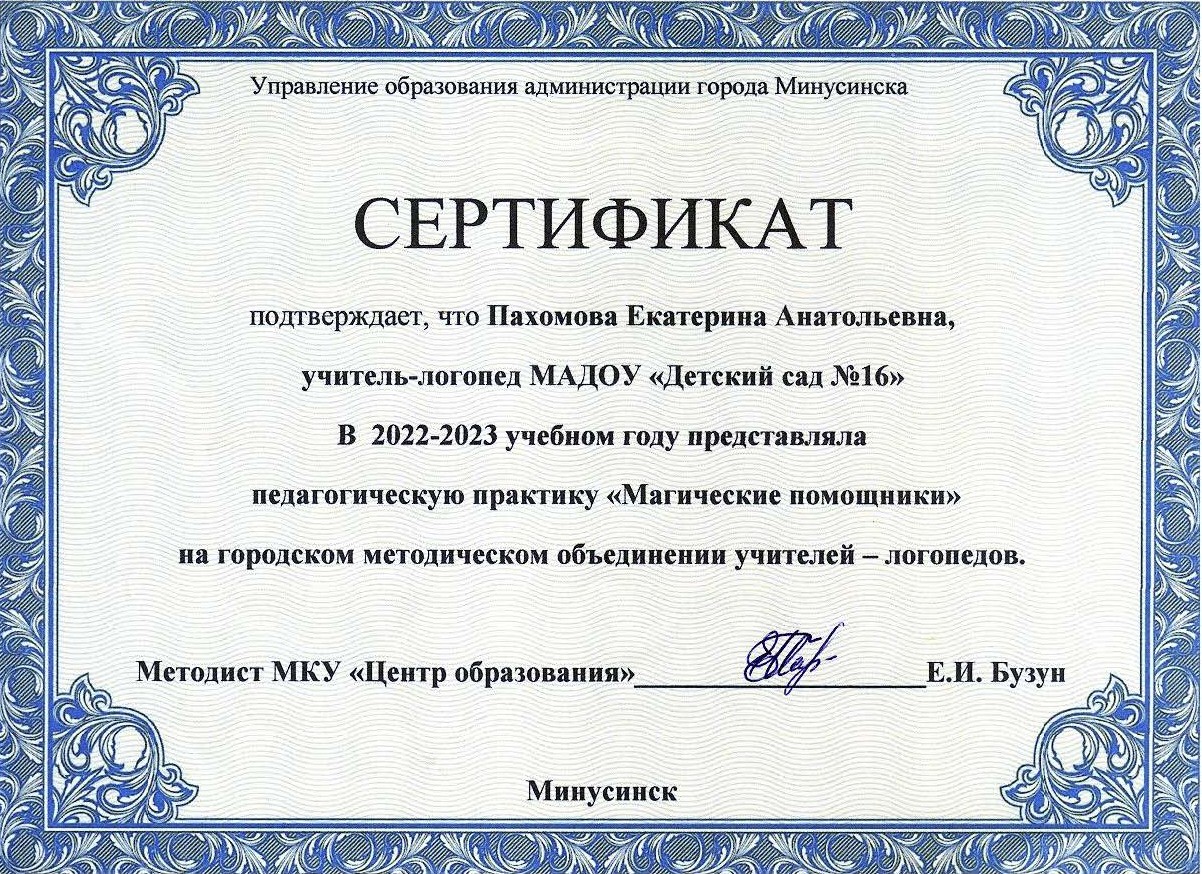 Управление образования администрации города Минусинска
СЕРТИФИКАТ
подтверждает, что Пахомова Екатерина Анатольевна,
учитель-логопед МАДОУ «Детский сад №16»
В 2022-2023 учебном году представляла
педагогическую практику «Магические помощники»
на городском методическом объединении учителей – логопедов.
Методист МКУ «Центр образования»____________________Е.И. Бузун
Минусинск